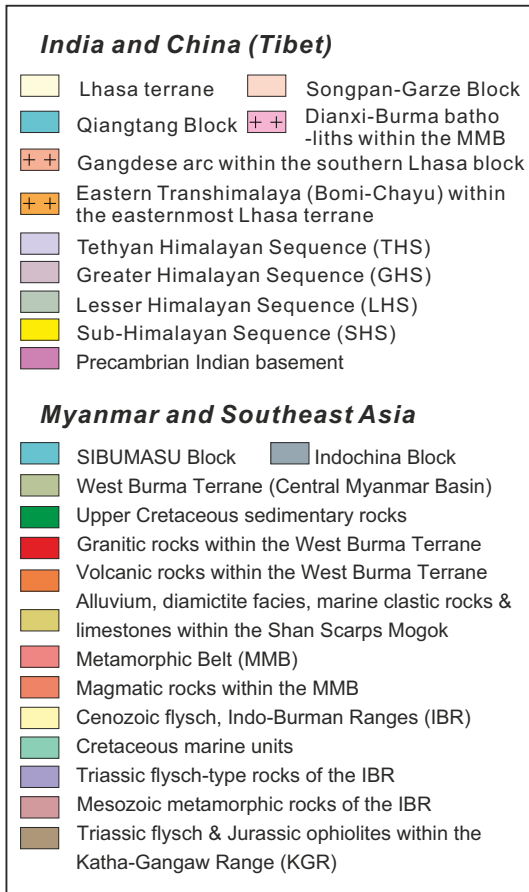 India and China (Tibet)
Lhasa terrane Songpan-Garze Block
Qiangtang Block ++ Dianxi-Burma batho
-liths within the MMB
++ Gangdese arc within the southern Lhasa block
++ Eastern Transhimalaya (Bomi-Chayu) within
the easternmost Lhasa terrane
Tethyan Himalayan Sequence (THS)
Greater Himalayan Sequence (GHS)
Lesser Himalayan Sequence (LHS)
Sub-Himalayan Sequence (SHS)
Precambrian Indian basement
Myanmar and Southeast Asia
SIBUMASU Block Indochina Block
West Burma Terrane (Central Myanmar Basin)
Upper Cretaceous sedimentary rocks
Granitic rocks within the West Burma Terrane
Volcanic rocks within the West Burma Terrane
Alluvium, diamictite facies, marine clastic rocks &
limestones within the Shan Scarps Mogok
Metamorphic Belt (MMB)
Magmatic rocks within the MMB
Cenozoic flysch, Indo-Burman Ranges (IBR)
Cretaceous marine units
Triassic flysch-type rocks of the IBR
Mesozoic metamorphic rocks of the IBR
Triassic flysch & Jurassic ophiolites within the
Katha-Gangaw Range (KGR)